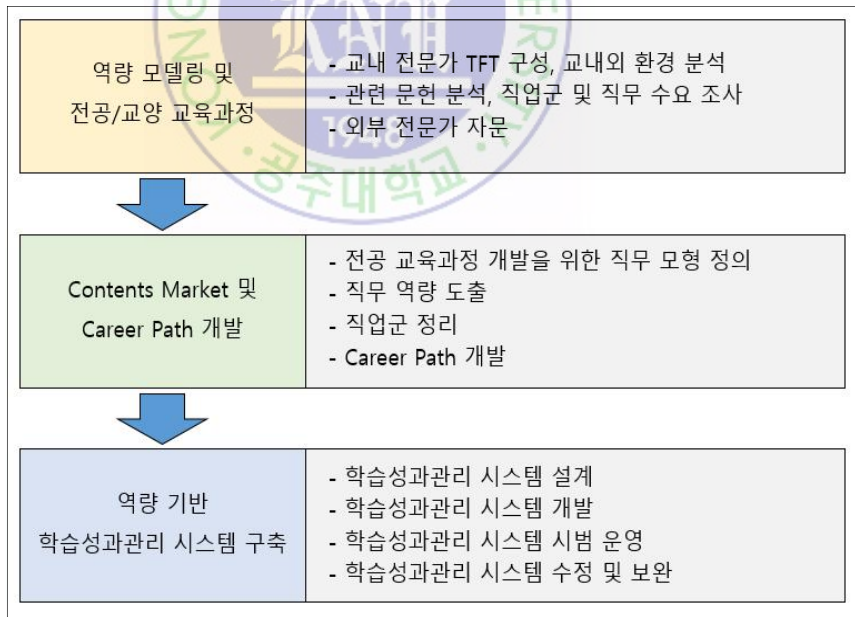 역량 모델링 및
전공/교양 교육과정
- 교내 전문가 TFT 구성, 교내외 환경 분석
- 관련 문헌 분석, 직업군 및 직무 수요 조사
- 외부 전문가 자문
KNU
1948
공주대학교
Contents Market 및
Career Path 개발
- 전공 교육과정 개발을 위한 직무 모형 정의
- 직무 역량 도출
- 직업군 정리
- Career Path 개발
역량 기반
학습성과관리 시스템 구축
- 학습성과관리 시스템 설계
- 학습성과관리 시스템 개발
- 학습성과관리 시스템 시범 운영
- 학습성과관리 시스템 수정 및 보완